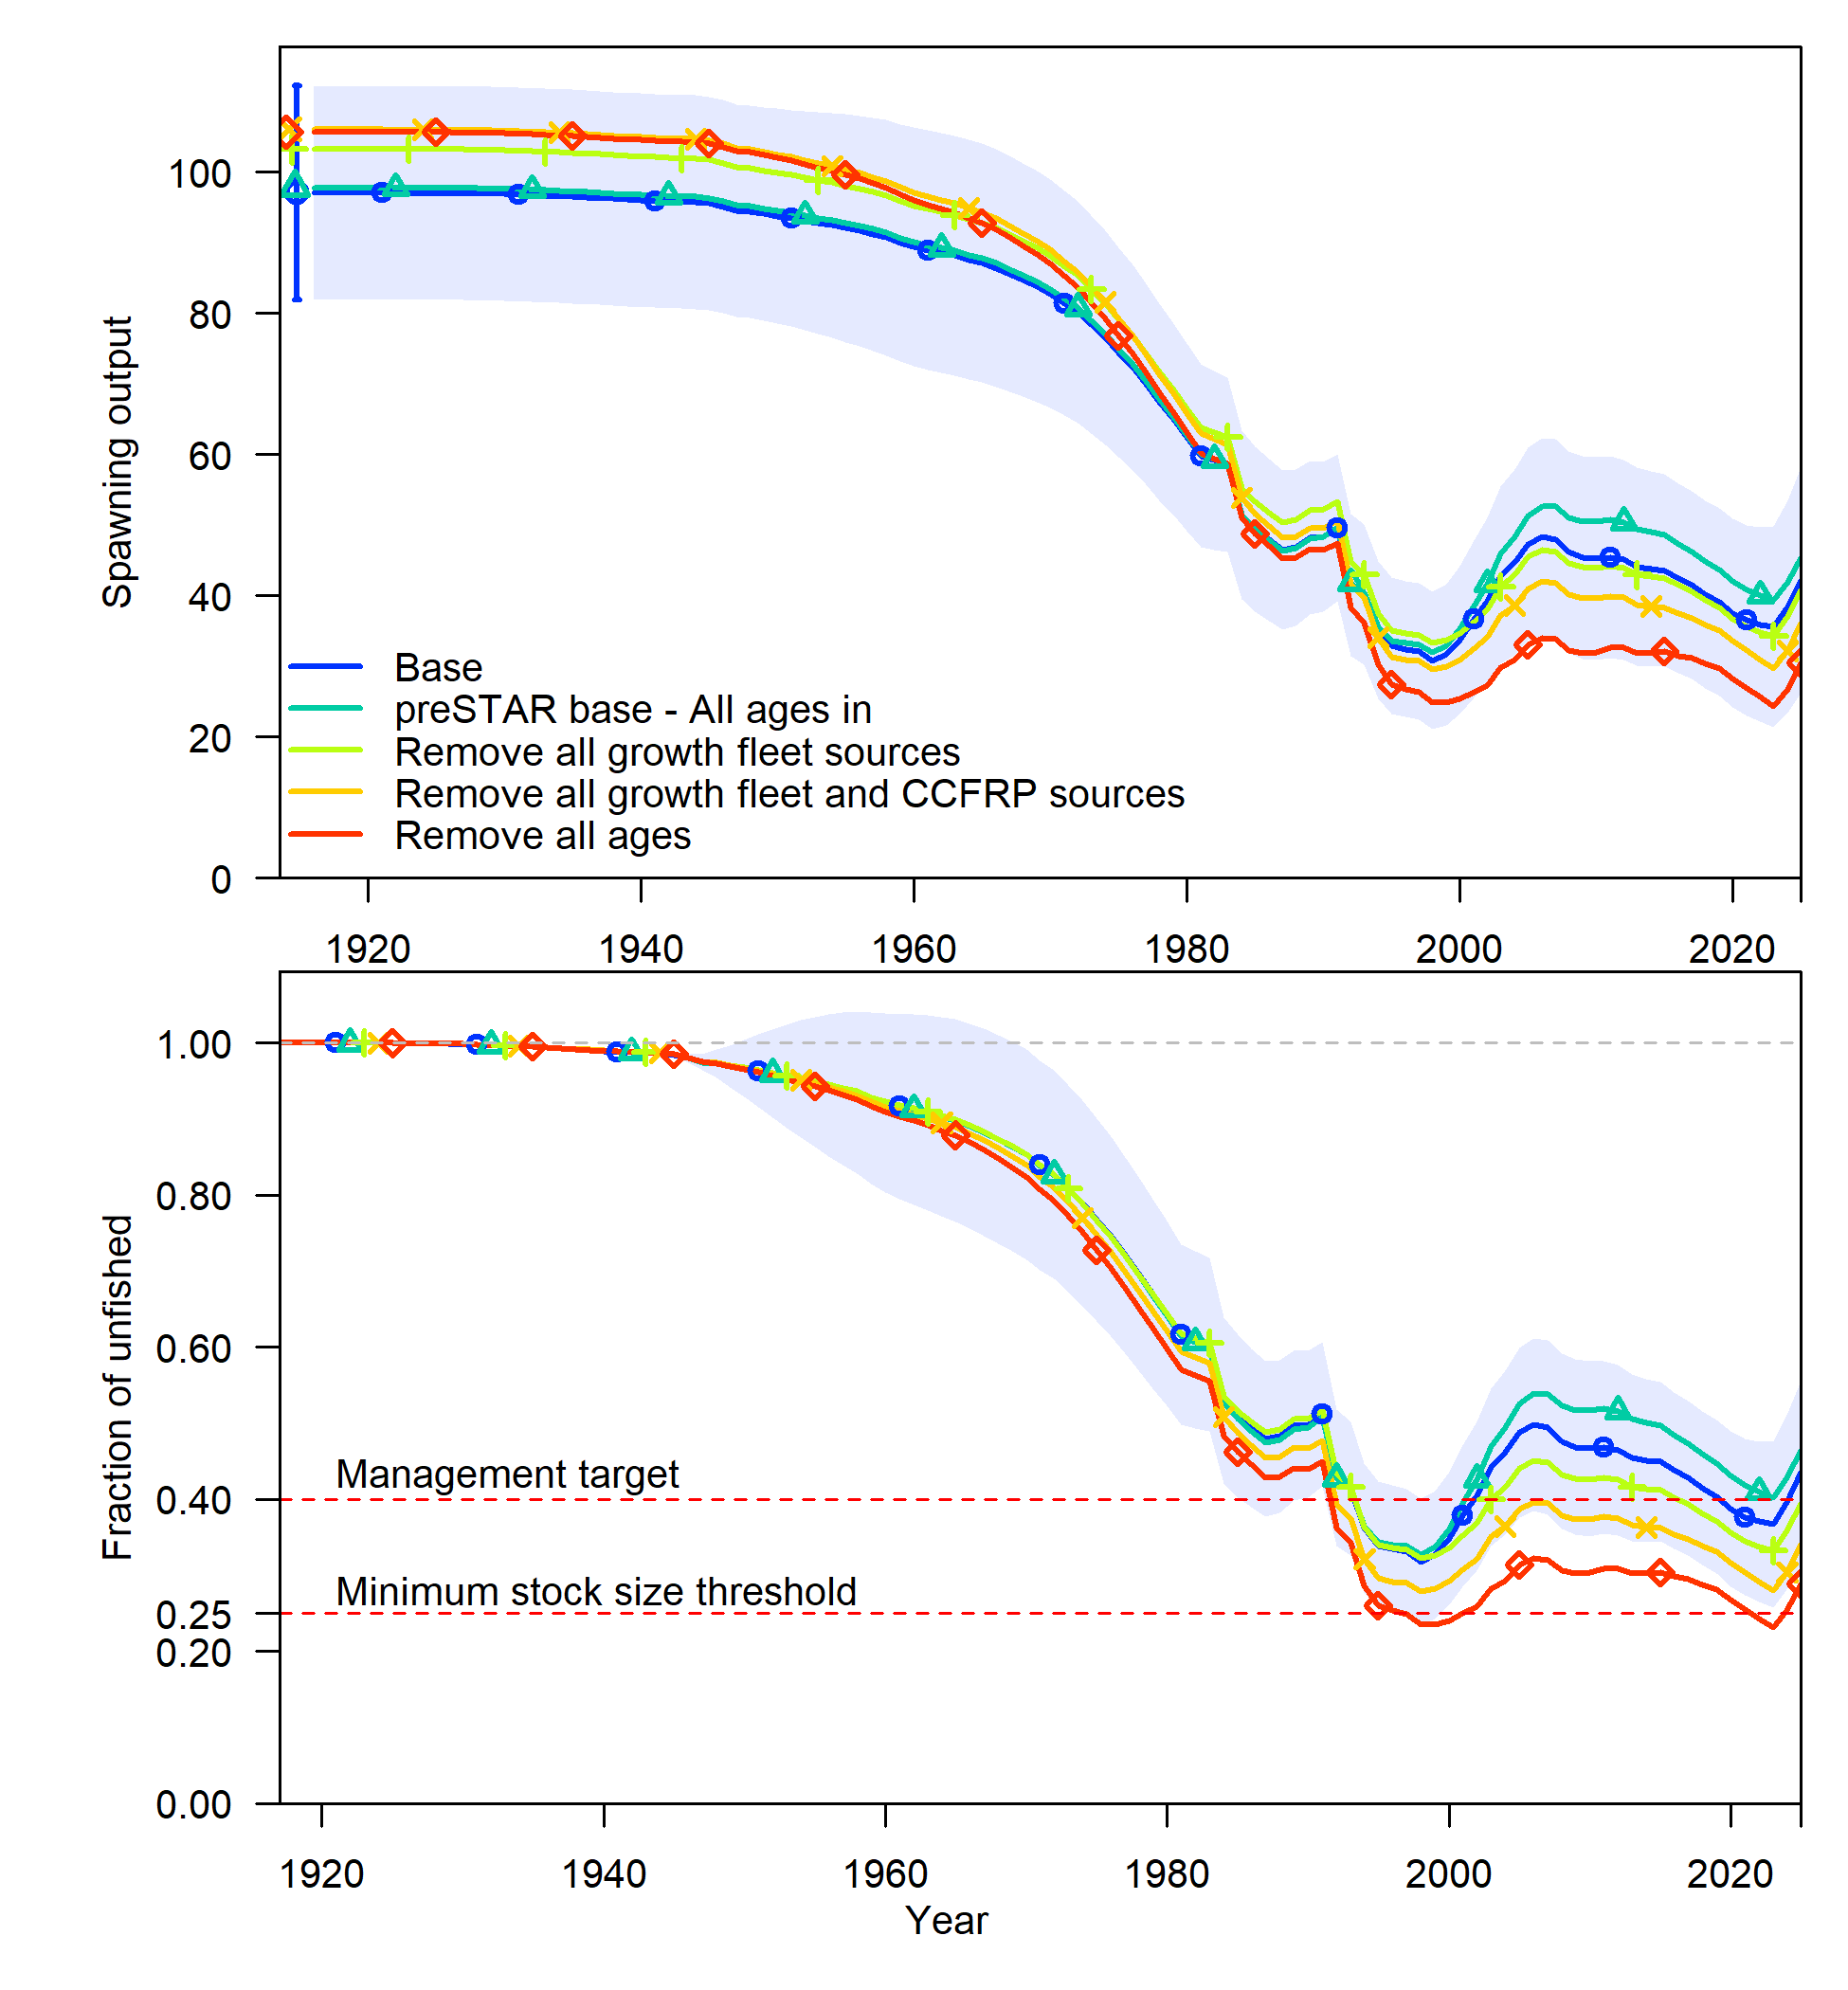 Spawning output
100
80
60
40
20
0
Base
preSTAR base - All ages in
Remove all growth fleet sources
Remove all growth fleet and CCFRP sources
Remove all ages
1920 1940 1960 1980 2000 2020
Fraction of unfished
1.00
0.80
0.60
0.40
0.25
0.20
0.00
Management target
Minimum stock size threshold
1920 1940 1960 1980 2000 2020
Year